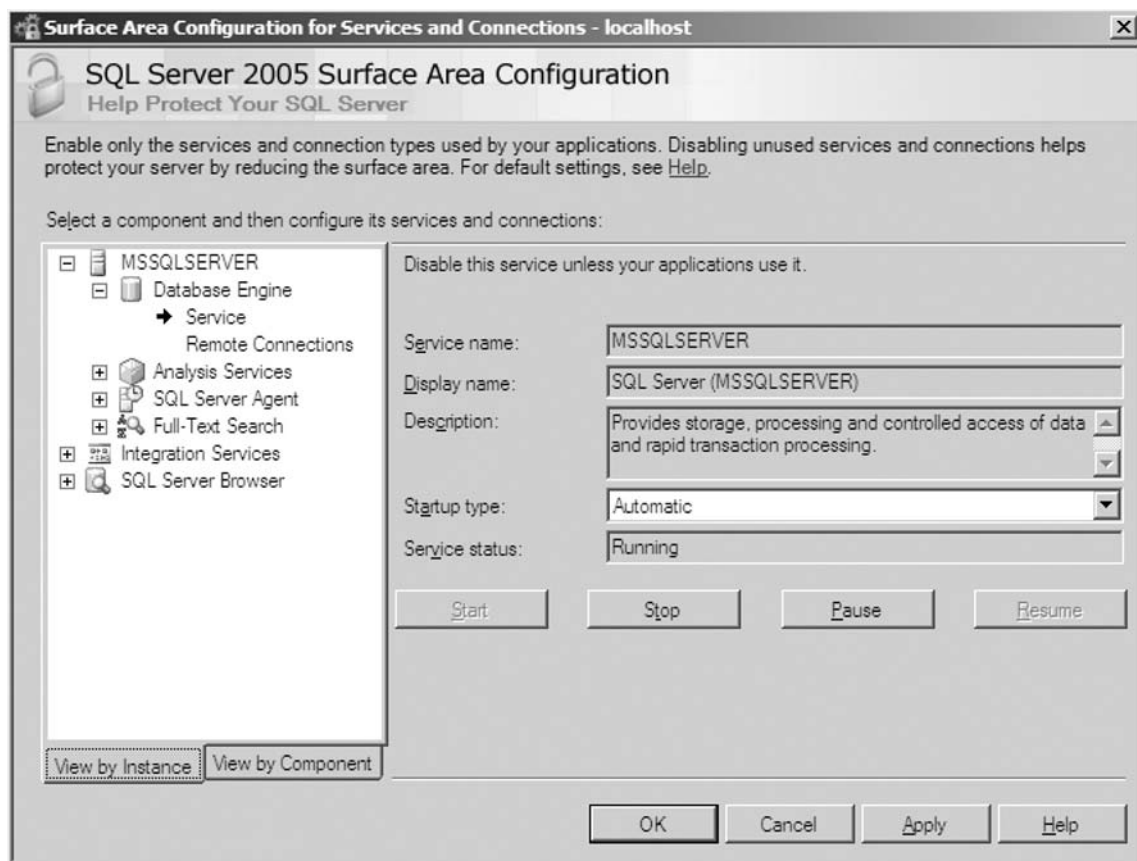 Surface Area Configuration for Services and Connections - localhost
SQL Server 2005 Surface Area Configuration
Help Protect Your SQL Server
Enable only the services and connection types used by your applications. Disabling unused services and connections helps
protect your server by reducing the surface area. For default settings, see Help.
Select a component and then configure its services and connections:
MSSQLSERVER
Database Engine
Service
Remote Connections
Analysis Services
SQL Server Agent
Full-Text Search
Integration Services
SQL Server Browser
View by Instance
View by Component
Disable this service unless your applications use it.
Service name: MSSQLSERVER
Display name: SQL Server (MSSQLSERVER)
Description: Provides storage, processing and controlled access of data
and rapid transaction processing.
Startup type: Automatic
Service status: Running
Start Stop Pause Resume
OK Cancel Apply Help